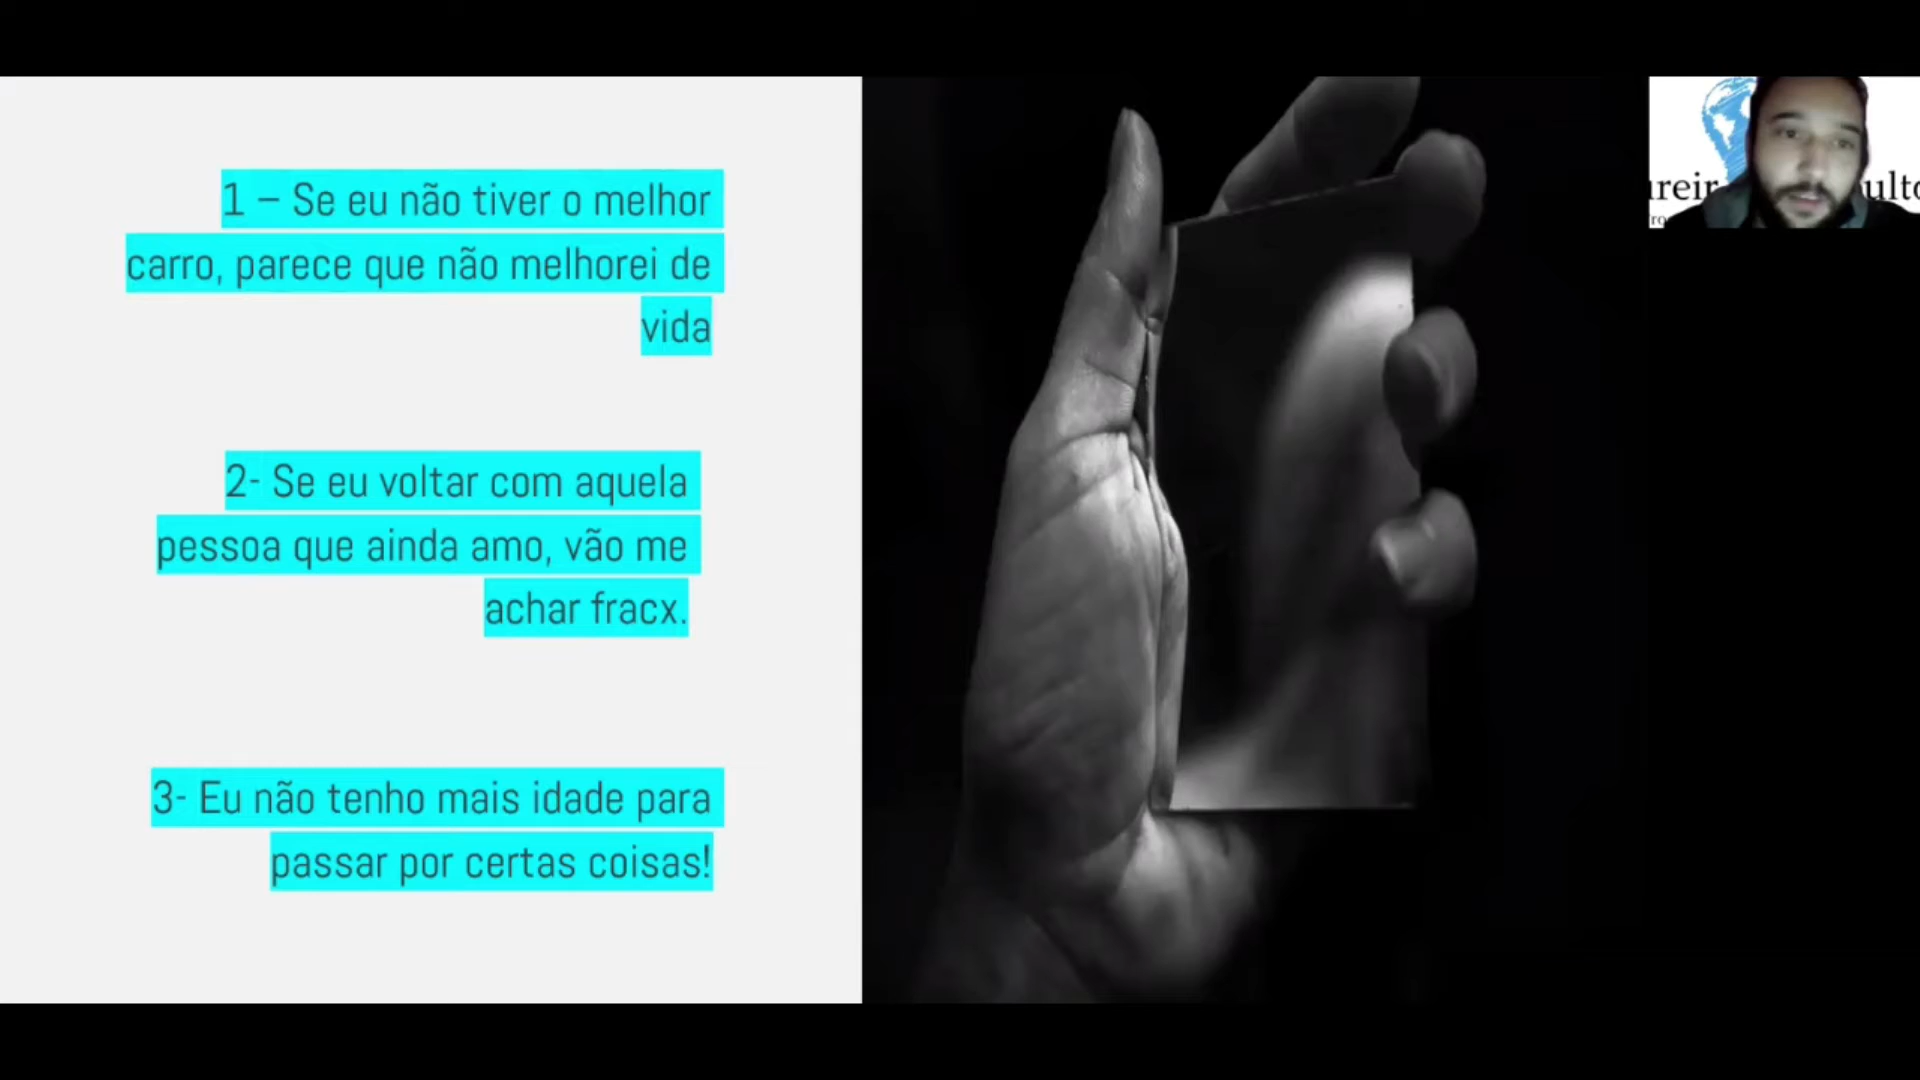 1 – Se eu não tiver o melhor
carro, parece que não melhorei de
vida
2- Se eu voltar com aquela
pessoa que ainda amo, vão me
achar fracx.
3- Eu não tenho mais idade para
passar por certas coisas!